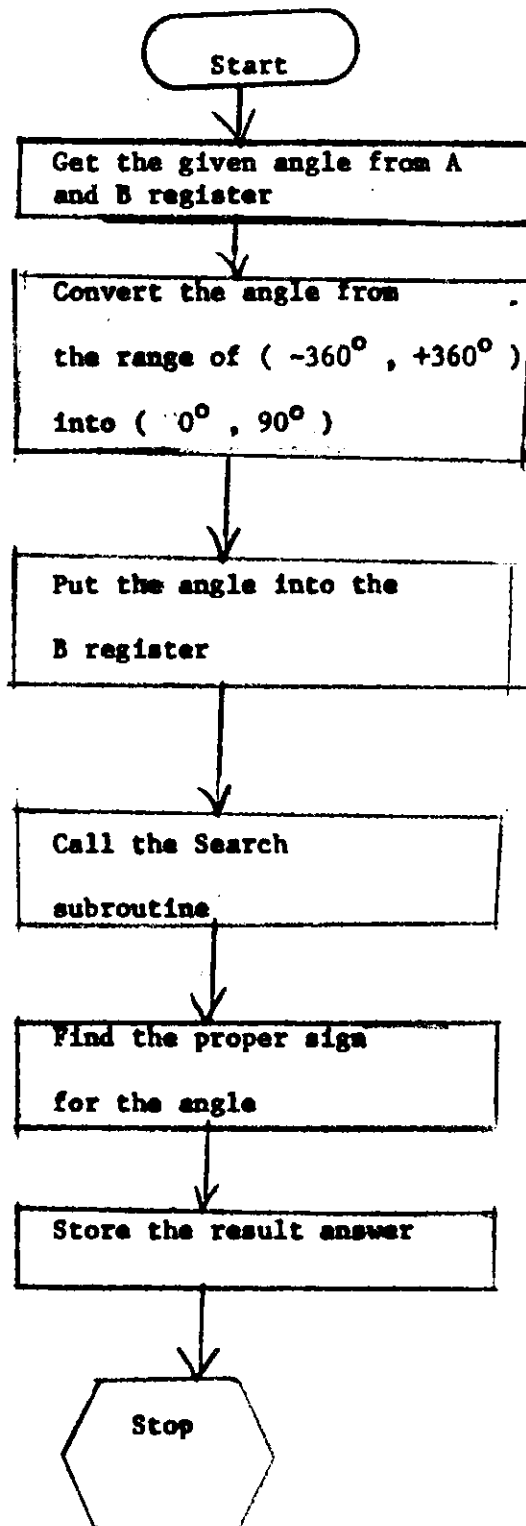 Start
Get the given angle from A
and B register
Convert the angle from
the range of ( -360° , +360° )
into ( 0° , 90° )
Put the angle into the
B register
Call the Search
subroutine
Find the proper sign
for the angle
Store the result answer
Stop